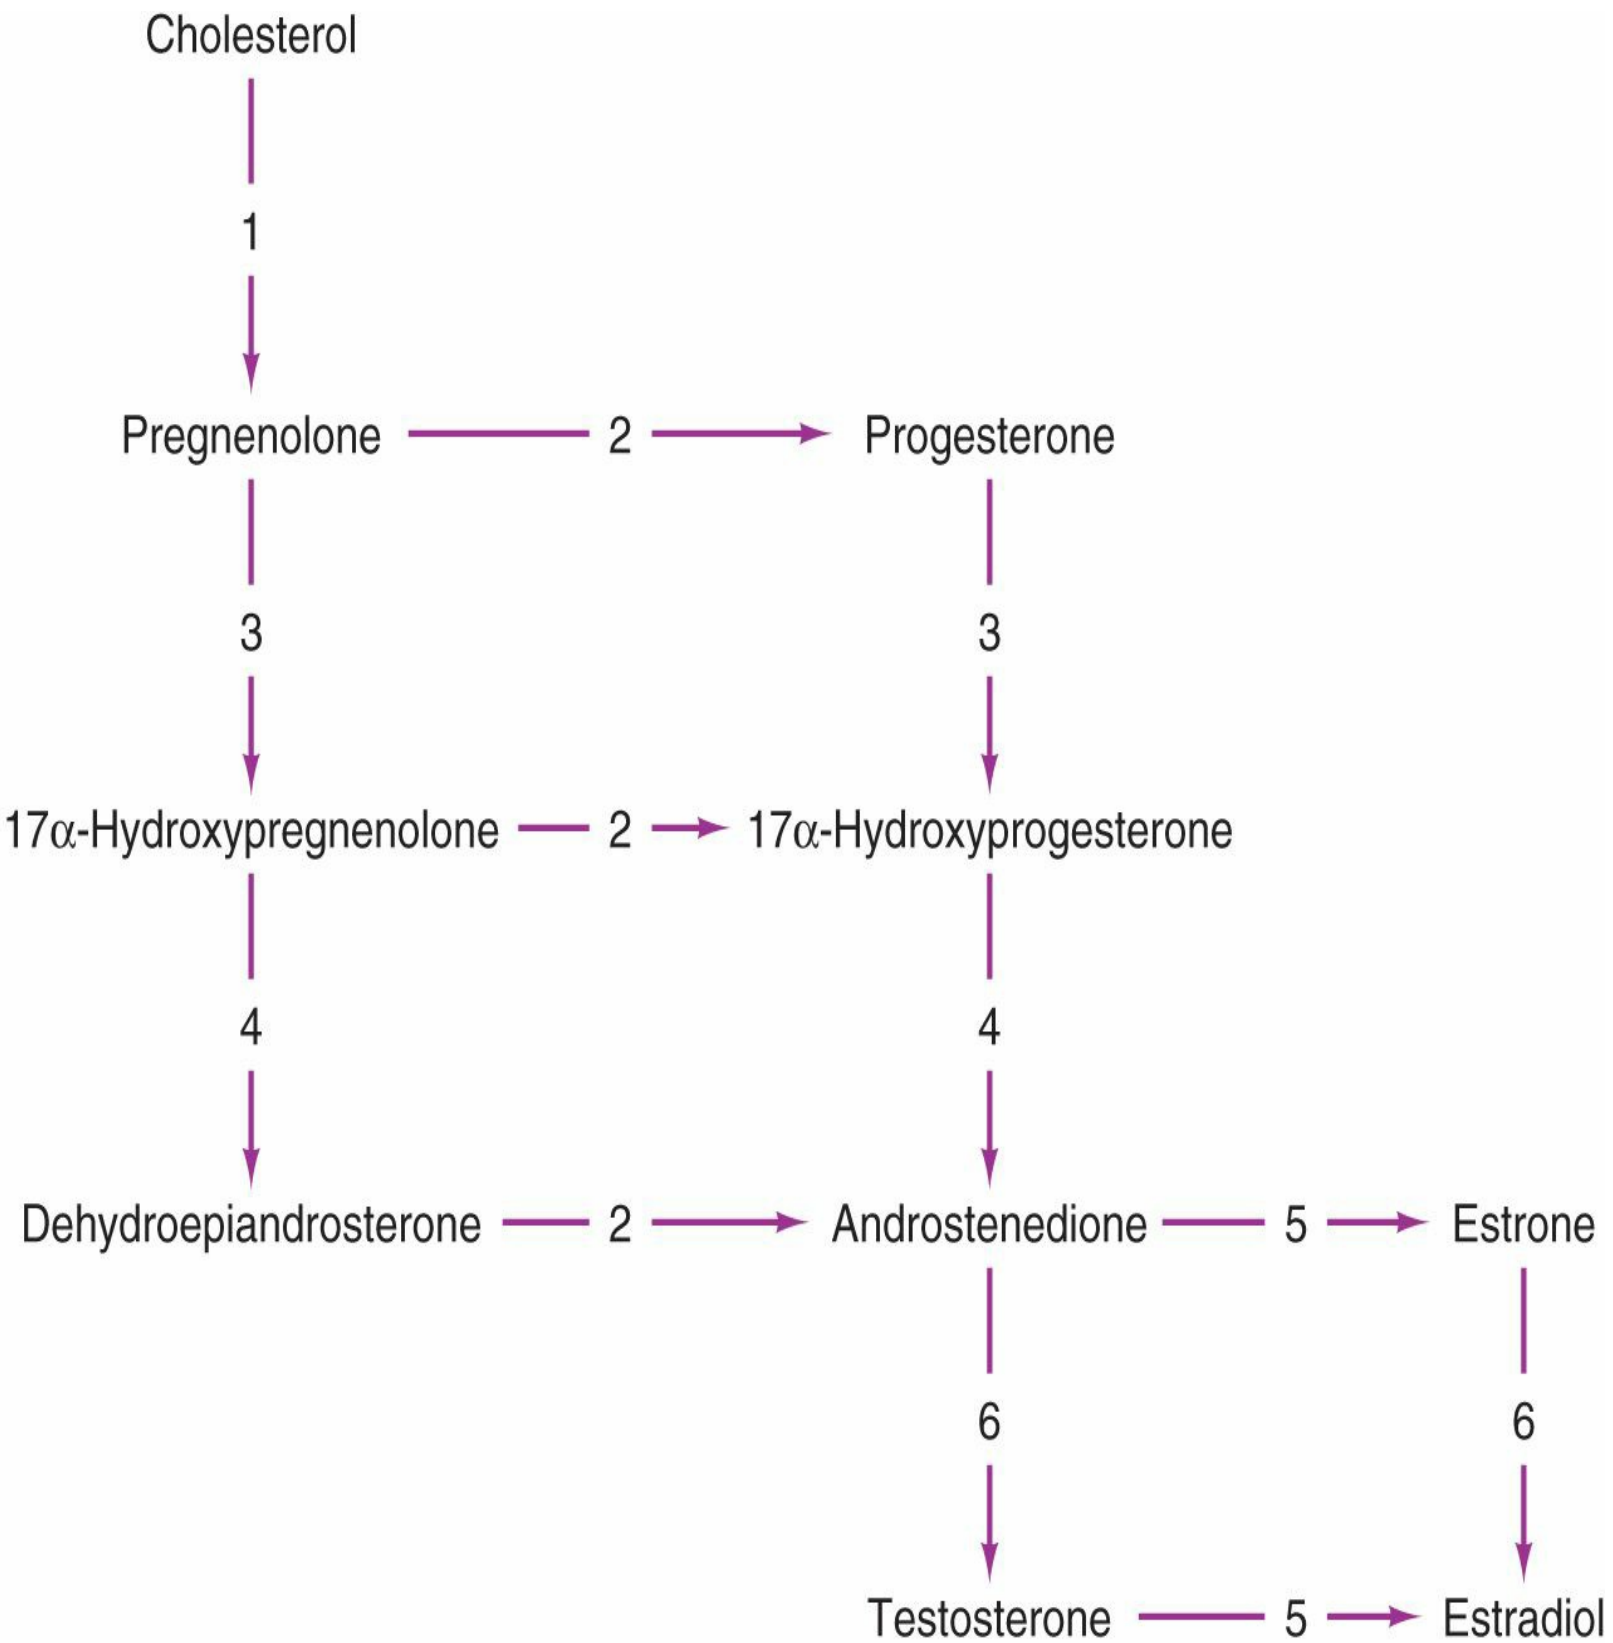 Cholesterol
1
Pregnenolone 2 Progesterone
3 3
17α-Hydroxypregnenolone 2 17α-Hydroxyprogesterone
4 4
Dehydroepiandrosterone 2 Androstenedione 5 Estrone
6 6
Testosterone 5 Estradiol